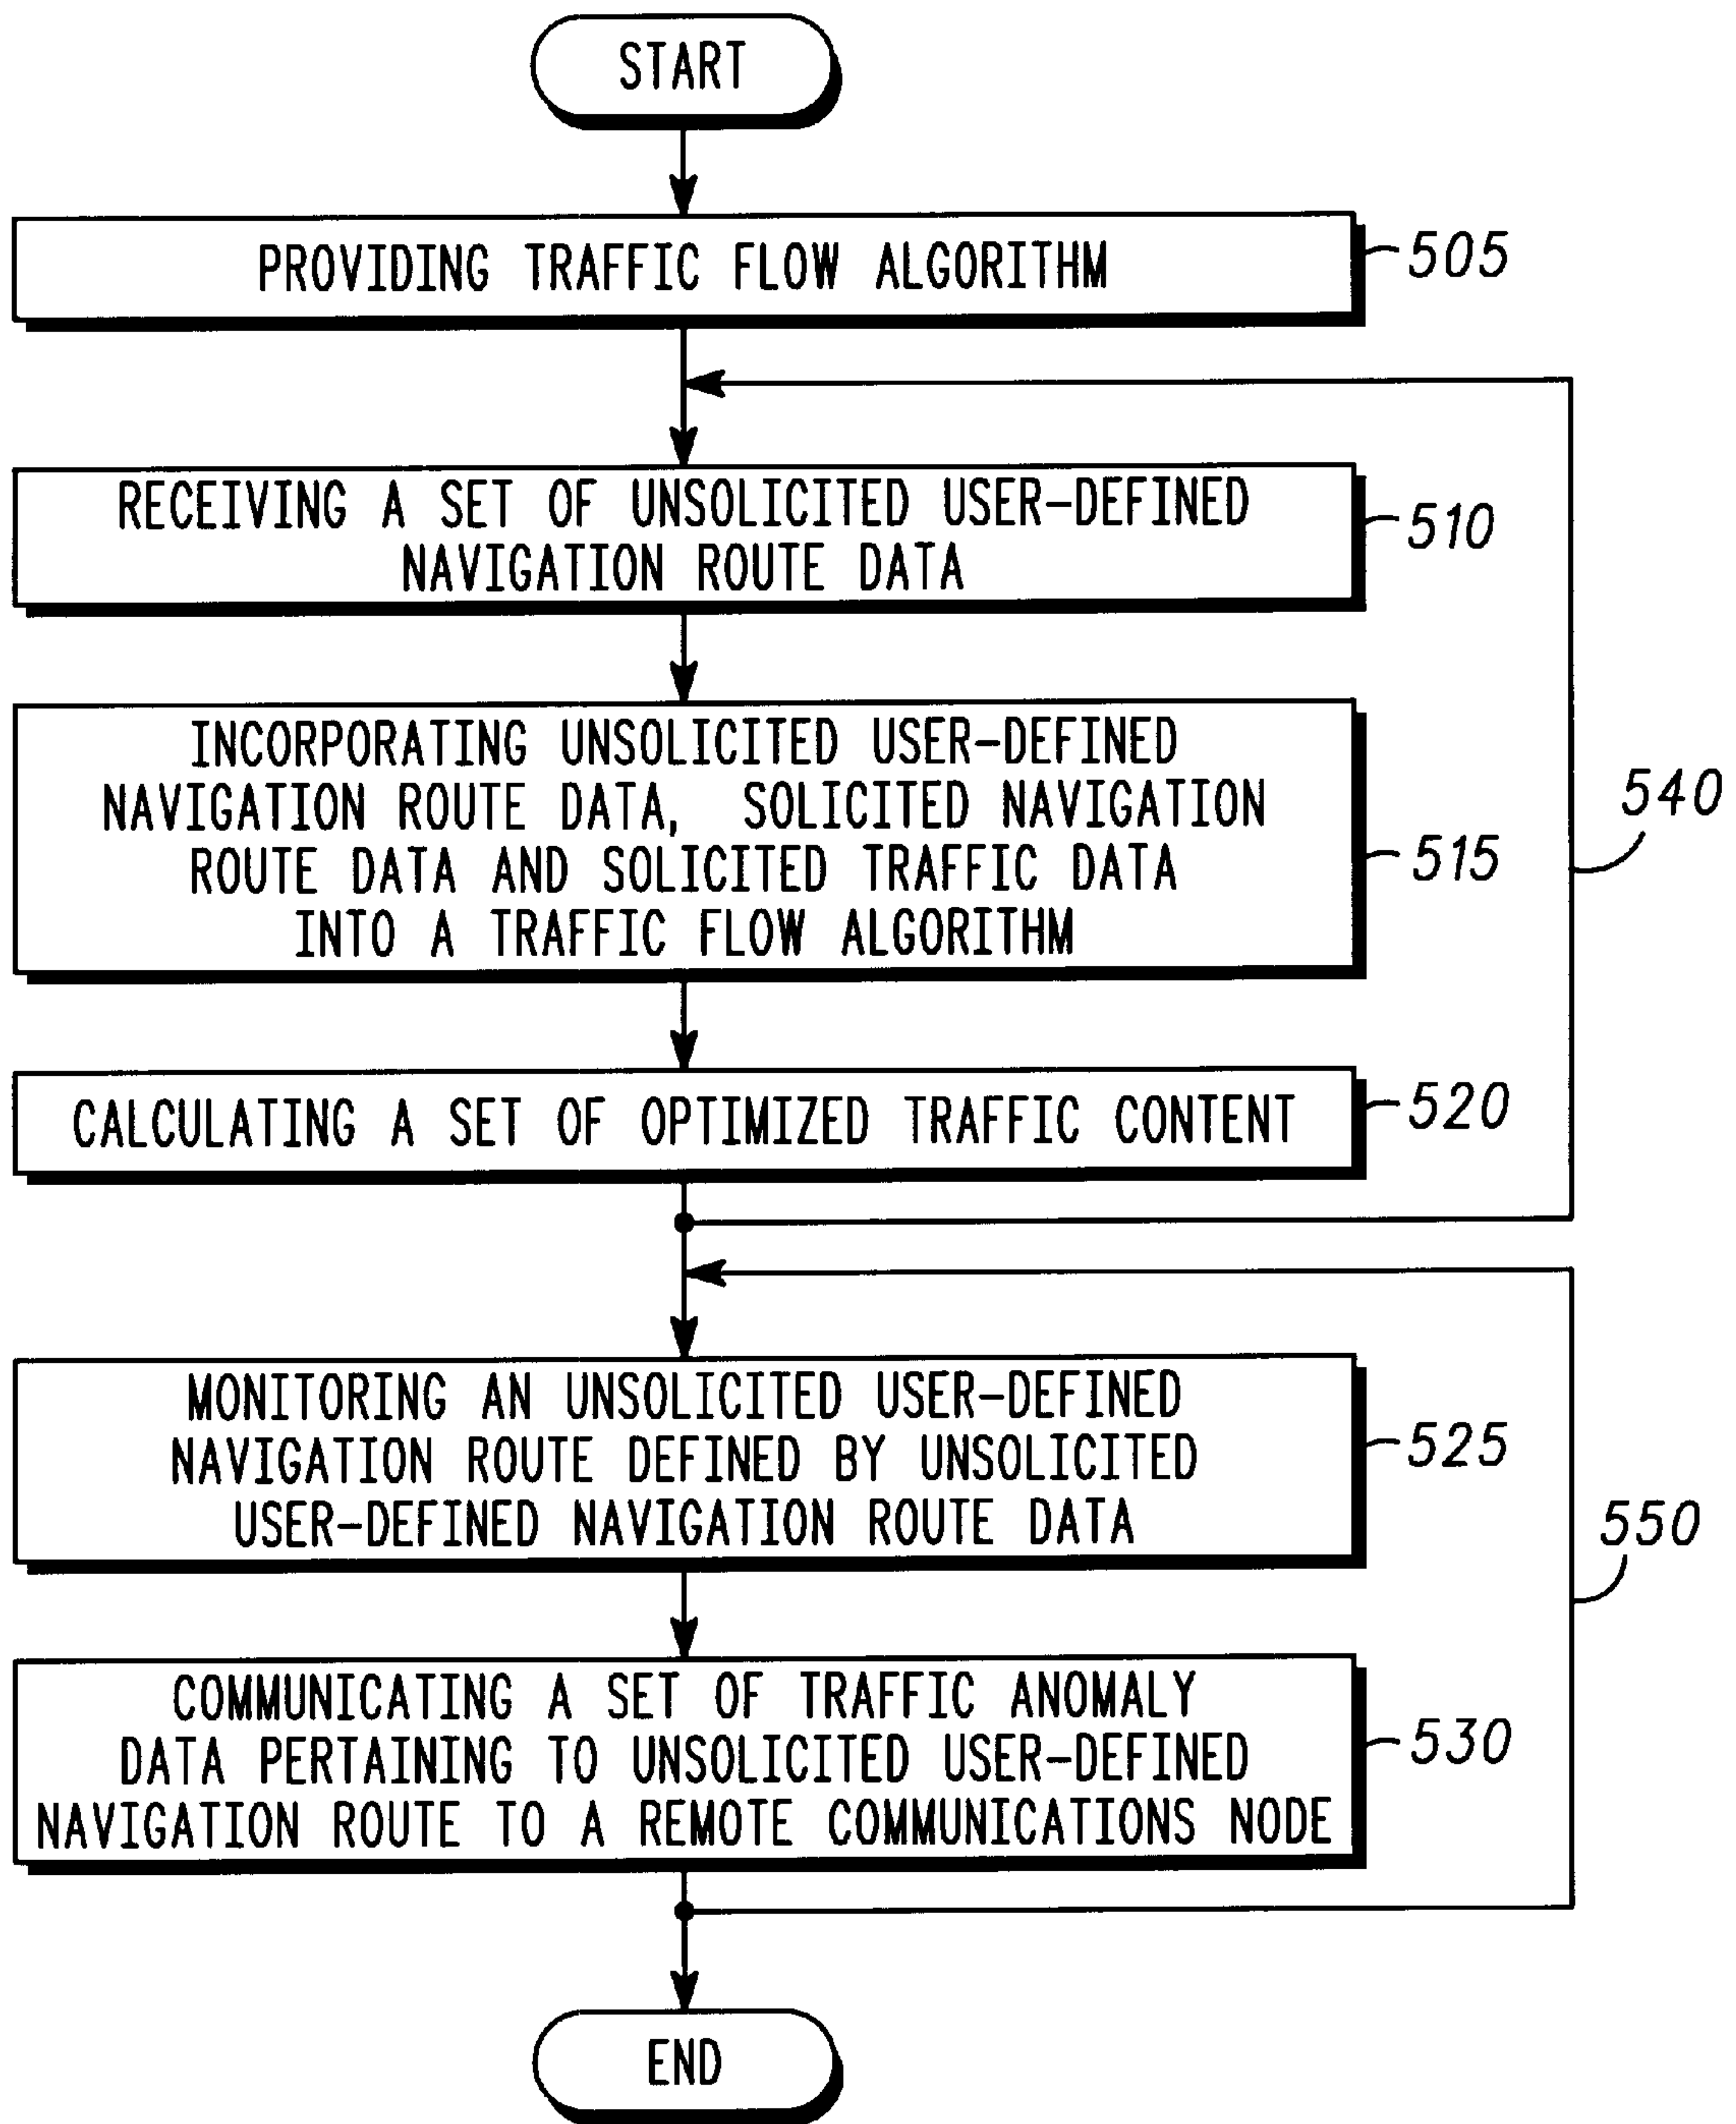 START
PROVIDING TRAFFIC FLOW ALGORITHM
505
RECEIVING A SET OF UNSOLICITED USER-DEFINED
NAVIGATION ROUTE DATA
510
INCORPORATING UNSOLICITED USER-DEFINED
NAVIGATION ROUTE DATA, SOLICITED NAVIGATION
ROUTE DATA AND SOLICITED TRAFFIC DATA
INTO A TRAFFIC FLOW ALGORITHM
515
540
CALCULATING A SET OF OPTIMIZED TRAFFIC CONTENT
520
MONITORING AN UNSOLICITED USER-DEFINED
NAVIGATION ROUTE DEFINED BY UNSOLICITED
USER-DEFINED NAVIGATION ROUTE DATA
525
550
COMMUNICATING A SET OF TRAFFIC ANOMALY
DATA PERTAINING TO UNSOLICITED USER-DEFINED
NAVIGATION ROUTE TO A REMOTE COMMUNICATIONS NODE
530
END